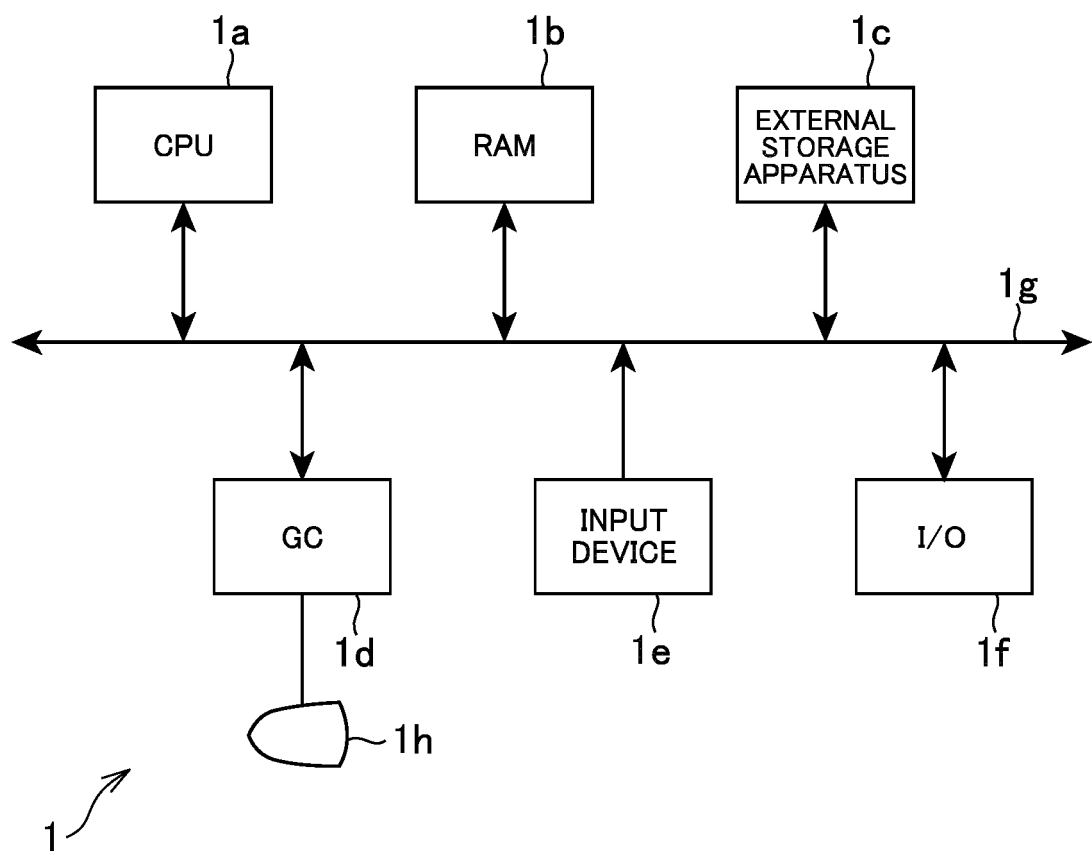 1a
1b
1c
CPU
RAM
EXTERNAL
STORAGE
APPARATUS
1g
GC
INPUT
DEVICE
I/O
1d
1e
1f
1h
1